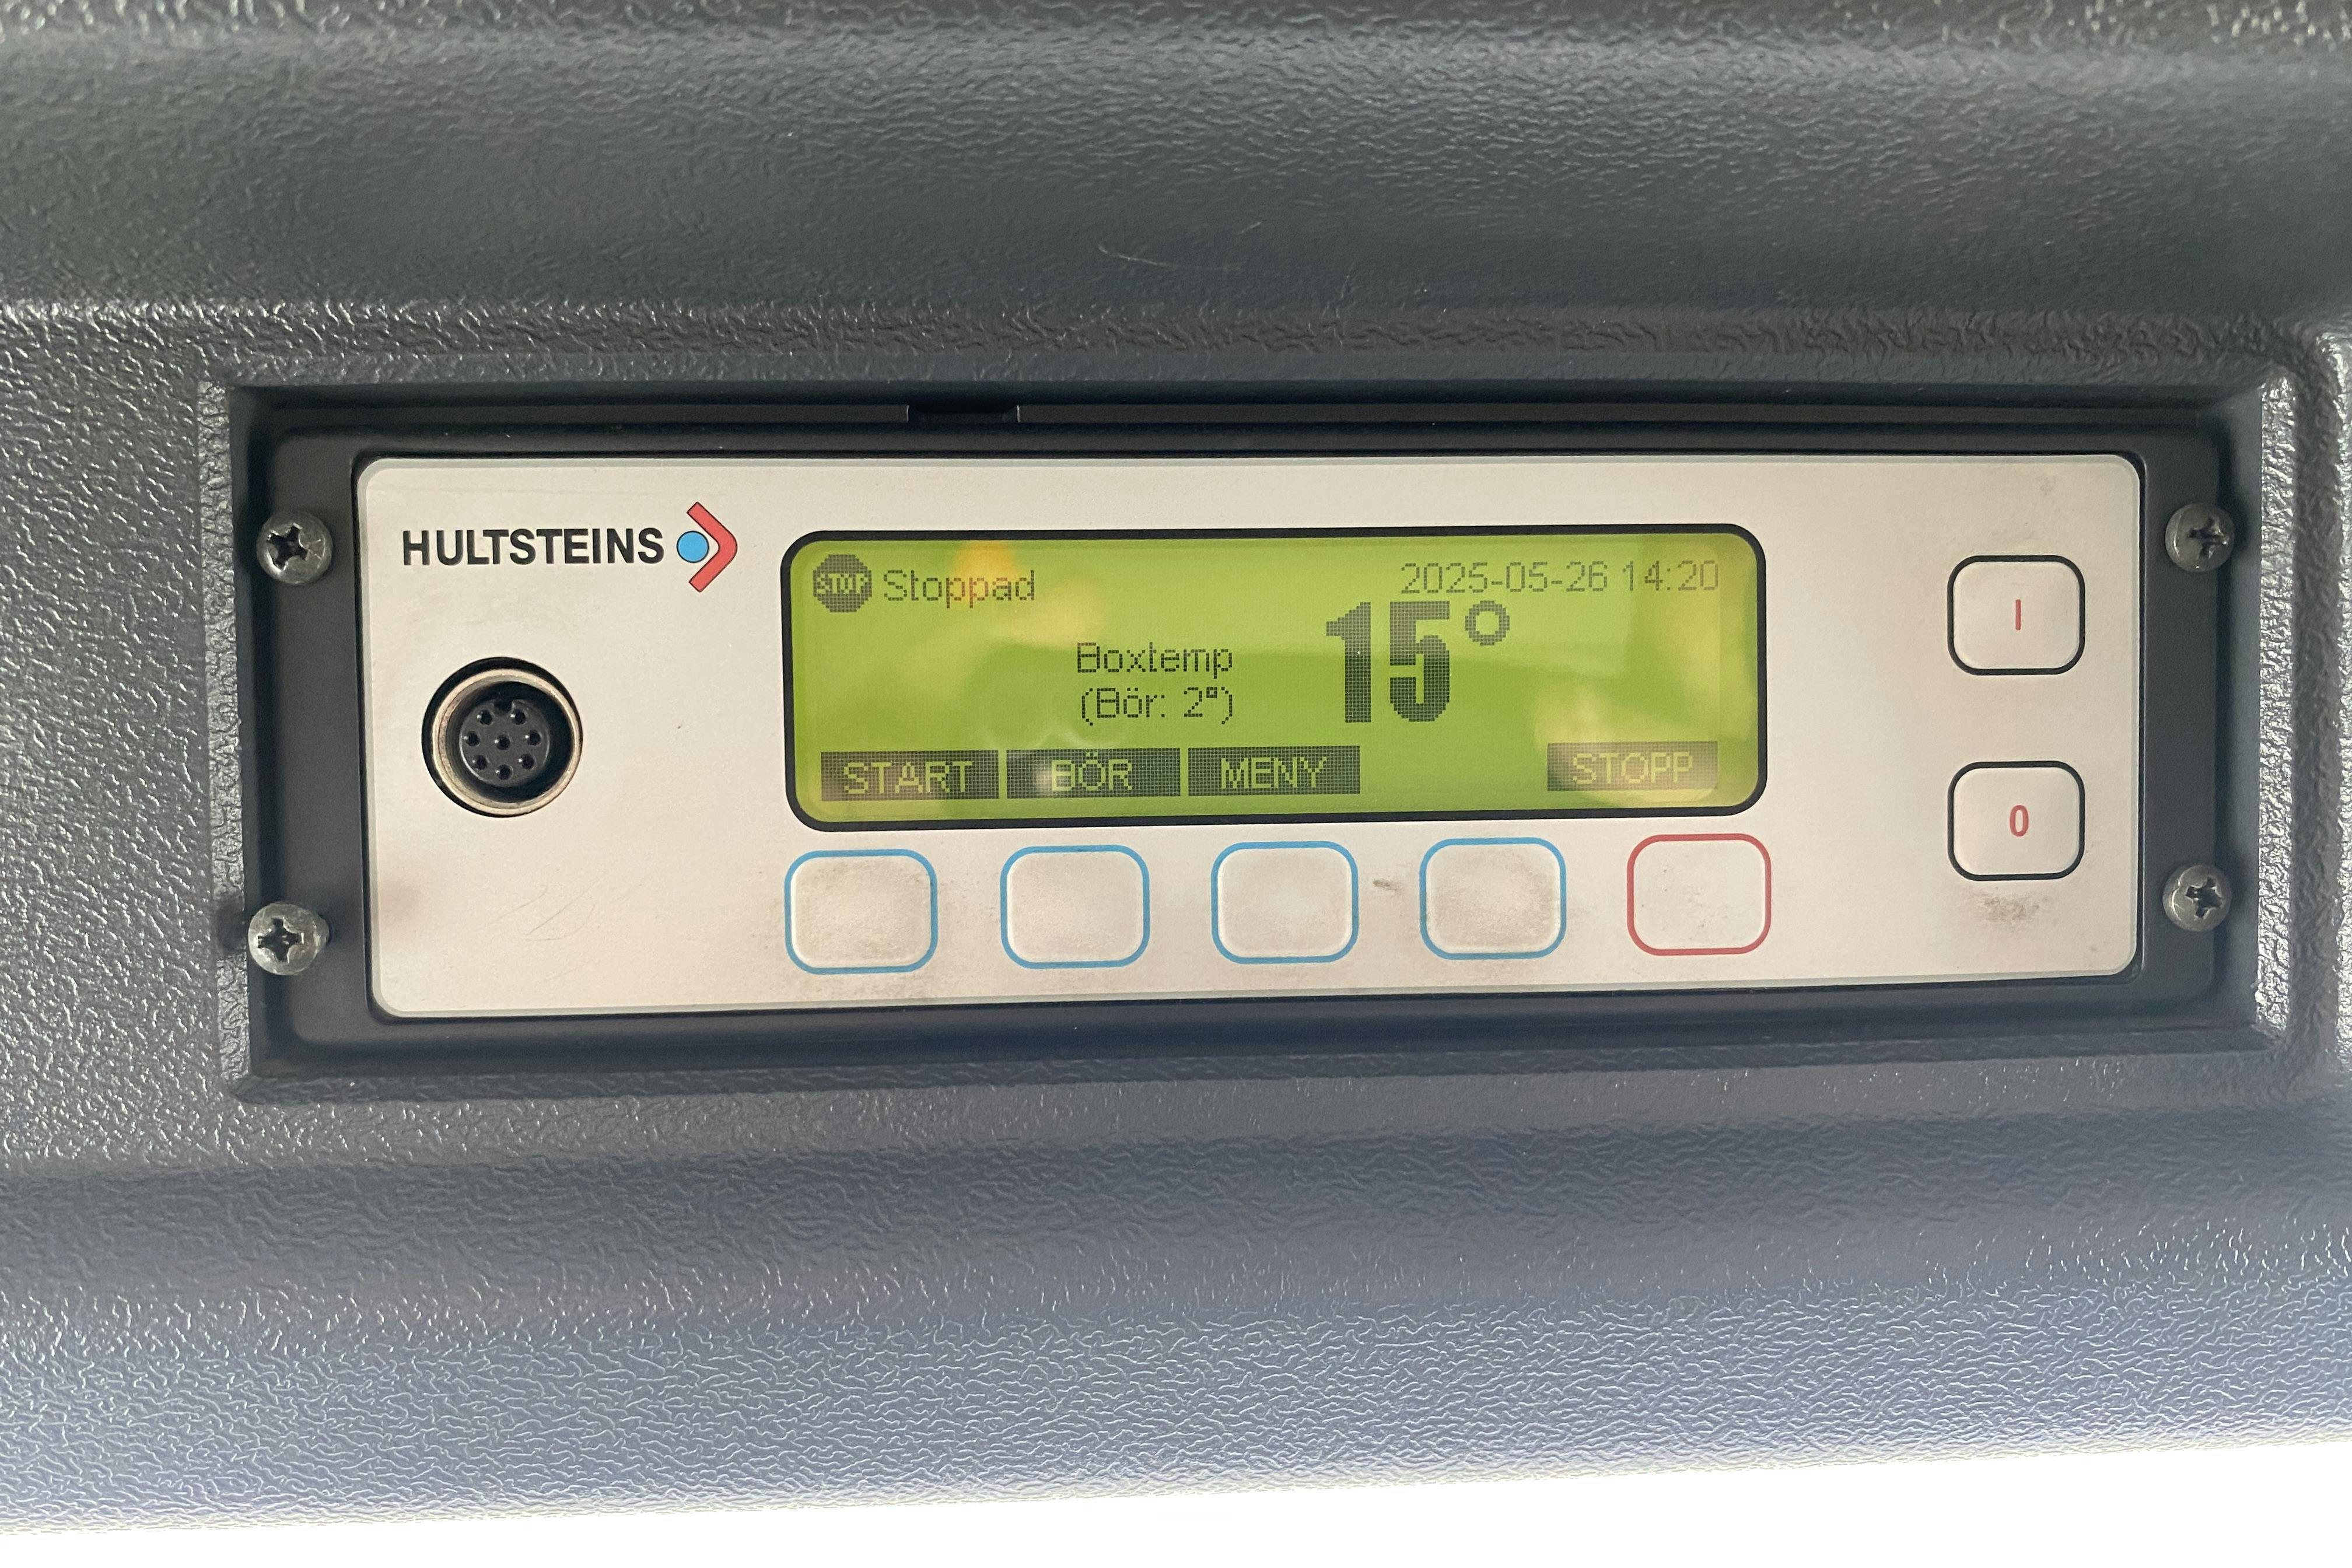 HULTSTEINS
STOP Stoppad 2025-05-26 14:20
Boxtemp 15°
(Bör: 2°)
START BÖR MENY STOPP
I
0